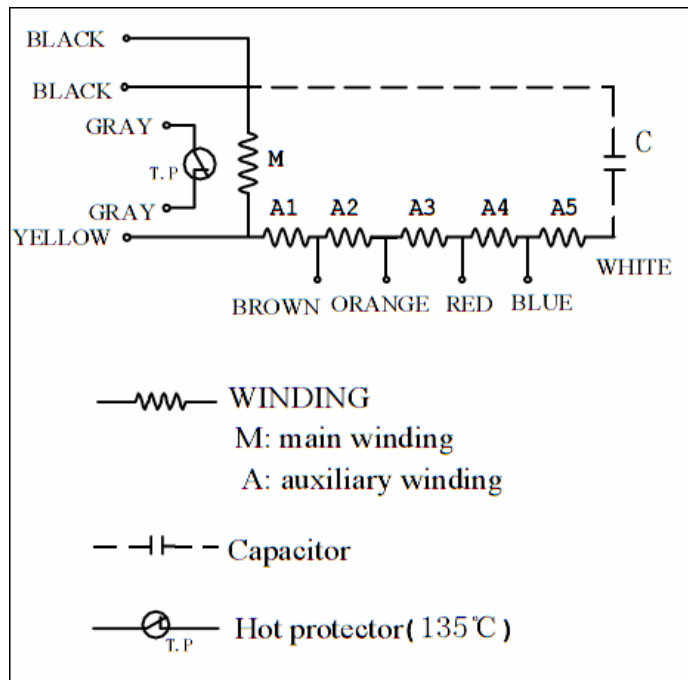 BLACK
BLACK
GRAY
T.P
M
C
GRAY
A1 A2 A3 A4 A5
YELLOW
WHITE
BROWN ORANGE RED BLUE
WINDING
M: main winding
A: auxiliary winding
Capacitor
T.P
Hot protector(135℃)